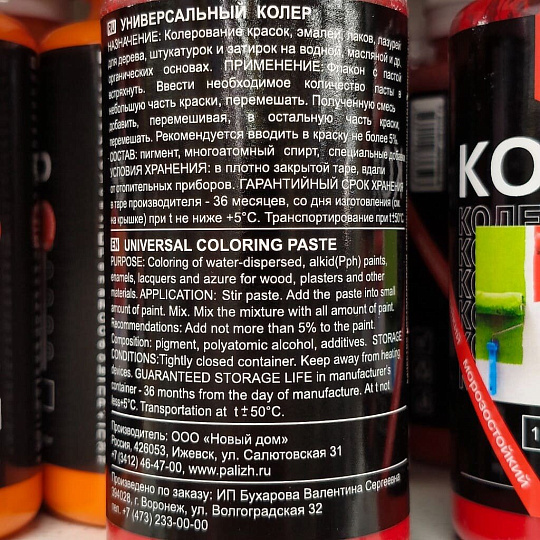 RU УНИВЕРСАЛЬНЫЙ КОЛЕР
НАЗНАЧЕНИЕ: Колерование красок, эмалей, лаков, лазурей
для дерева, штукатурок и затирок на водной, масляной и др.
органических основах. ПРИМЕНЕНИЕ: Флакон с пастой
встряхнуть. Ввести необходимое количество пасты в
небольшую часть краски, перемешать. Полученную смесь
добавить, перемешивая, в остальную часть краски,
перемешать. Рекомендуется вводить в краску не более 5%.
СОСТАВ: пигмент, многоатомный спирт, специальные добавки
УСЛОВИЯ ХРАНЕНИЯ: в плотно закрытой таре, вдали
от отопительных приборов. ГАРАНТИЙНЫЙ СРОК ХРАНЕНИЯ
в таре производителя - 36 месяцев, со дня изготовления (на
на крышке) при t не ниже +5°С. Транспортирование при t±50°С
EN UNIVERSAL COLORING PASTE
PURPOSE: Coloring of water-dispersed, alkid(Pph) paints,
enamels, lacquers and azure for wood, plasters and other
materials. APPLICATION: Stir paste. Add the paste into small
amount of paint. Mix. Mix the mixture with all amount of paint.
Recommendations: Add not more than 5% to the paint.
Composition: pigment, polyatomic alcohol, additives. STORAGE
CONDITIONS:Tightly closed container. Keep away from heating
devices. GUARANTEED STORAGE LIFE in manufacturer's
container - 36 months from the day of manufacture. At t not
less+5°C. Transportation at t±50°C.
Производитель: ООО «Новый дом»
Россия, 426053, Ижевск, ул. Салютовская 31
+7 (3412) 46-47-00, www.palizh.ru
Произведено по заказу: ИП Бухарова Валентина Сергеевна
394028, г. Воронеж, ул. Волгоградская 32
тел. +7 (473) 233-00-00
КО
КОЛЕ
морозостойкий